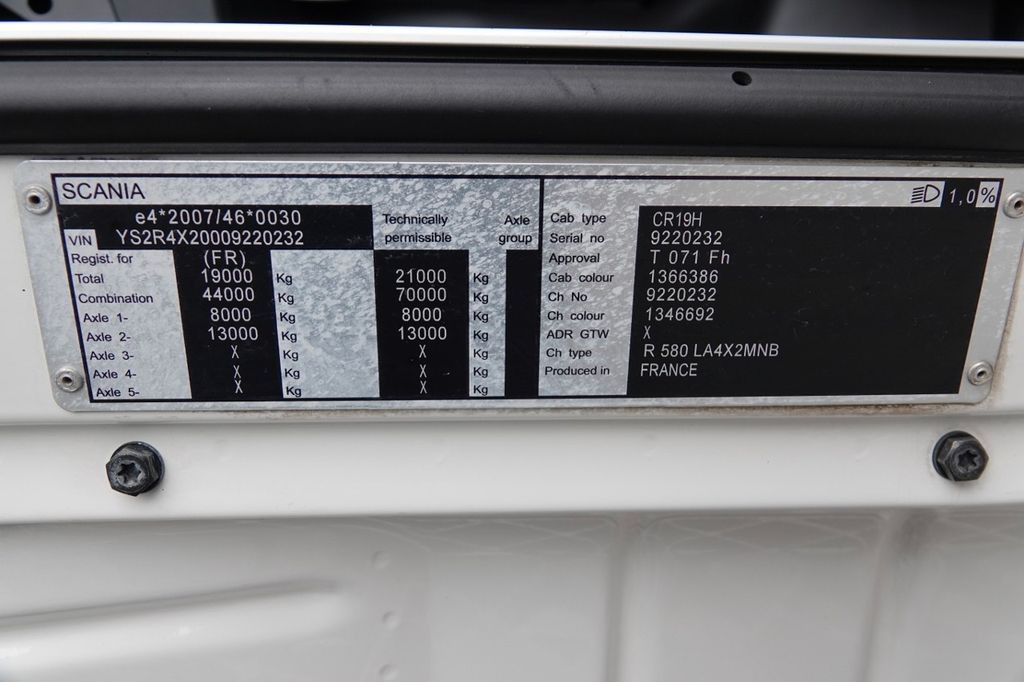 SCANIA
e4*2007/46*0030
VIN YS2R4X20009220232
Technically permissible
Axle group
Regist. for (FR)
Total 19000 Kg 21000 Kg
Combination 44000 Kg 70000 Kg
Axle 1- 8000 Kg 8000 Kg
Axle 2- 13000 Kg 13000 Kg
Axle 3- X Kg X Kg
Axle 4- X Kg X Kg
Axle 5- X Kg X Kg
1,0 %
Cab type CR19H
Serial no 9220232
Approval T 071 Fh
Cab colour 1366386
Ch No 9220232
Ch colour 1346692
ADR GTW X
Ch type R 580 LA4X2MNB
Produced in FRANCE